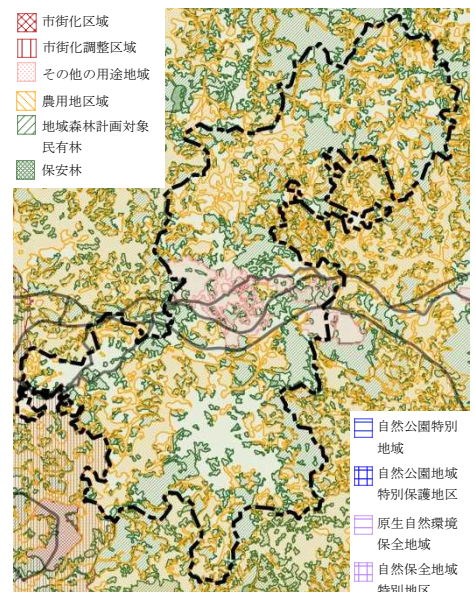 市街化区域
市街化調整区域
その他の用途地域
農用地区域
地域森林計画対象
民有林
保安林
自然公園特別
地域
自然公園地域
特別保護地区
原生自然環境
保全地域
自然保全地域
特別地区